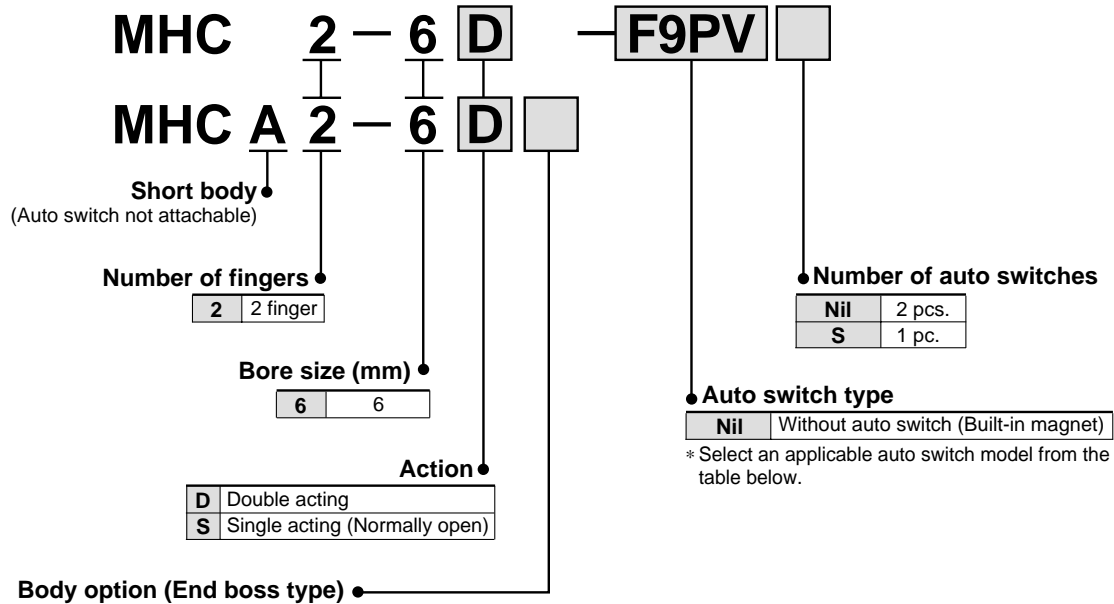 MHC 2 — 6 D — F9PV
MHC A 2 — 6 D
Short body
(Auto switch not attachable)
Number of fingers
2 2 finger
Bore size (mm)
6 6
Action
D Double acting
S Single acting (Normally open)
Body option (End boss type)
Number of auto switches
Nil 2 pcs.
S 1 pc.
Auto switch type
Nil Without auto switch (Built-in magnet)
* Select an applicable auto switch model from the
table below.